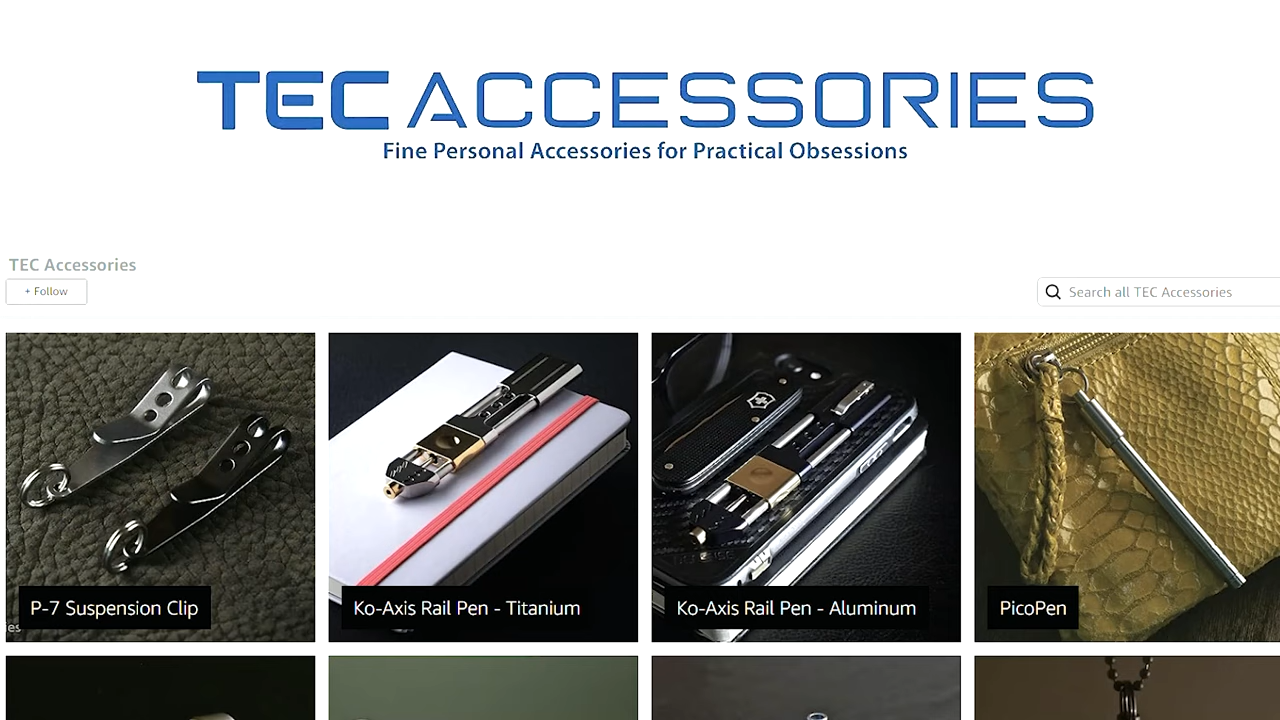 TEC ACCESSORIES
Fine Personal Accessories for Practical Obsessions
TEC Accessories
+ Follow
Search all TEC Accessories
P-7 Suspension Clip
Ko-Axis Rail Pen - Titanium
Ko-Axis Rail Pen - Aluminum
PicoPen